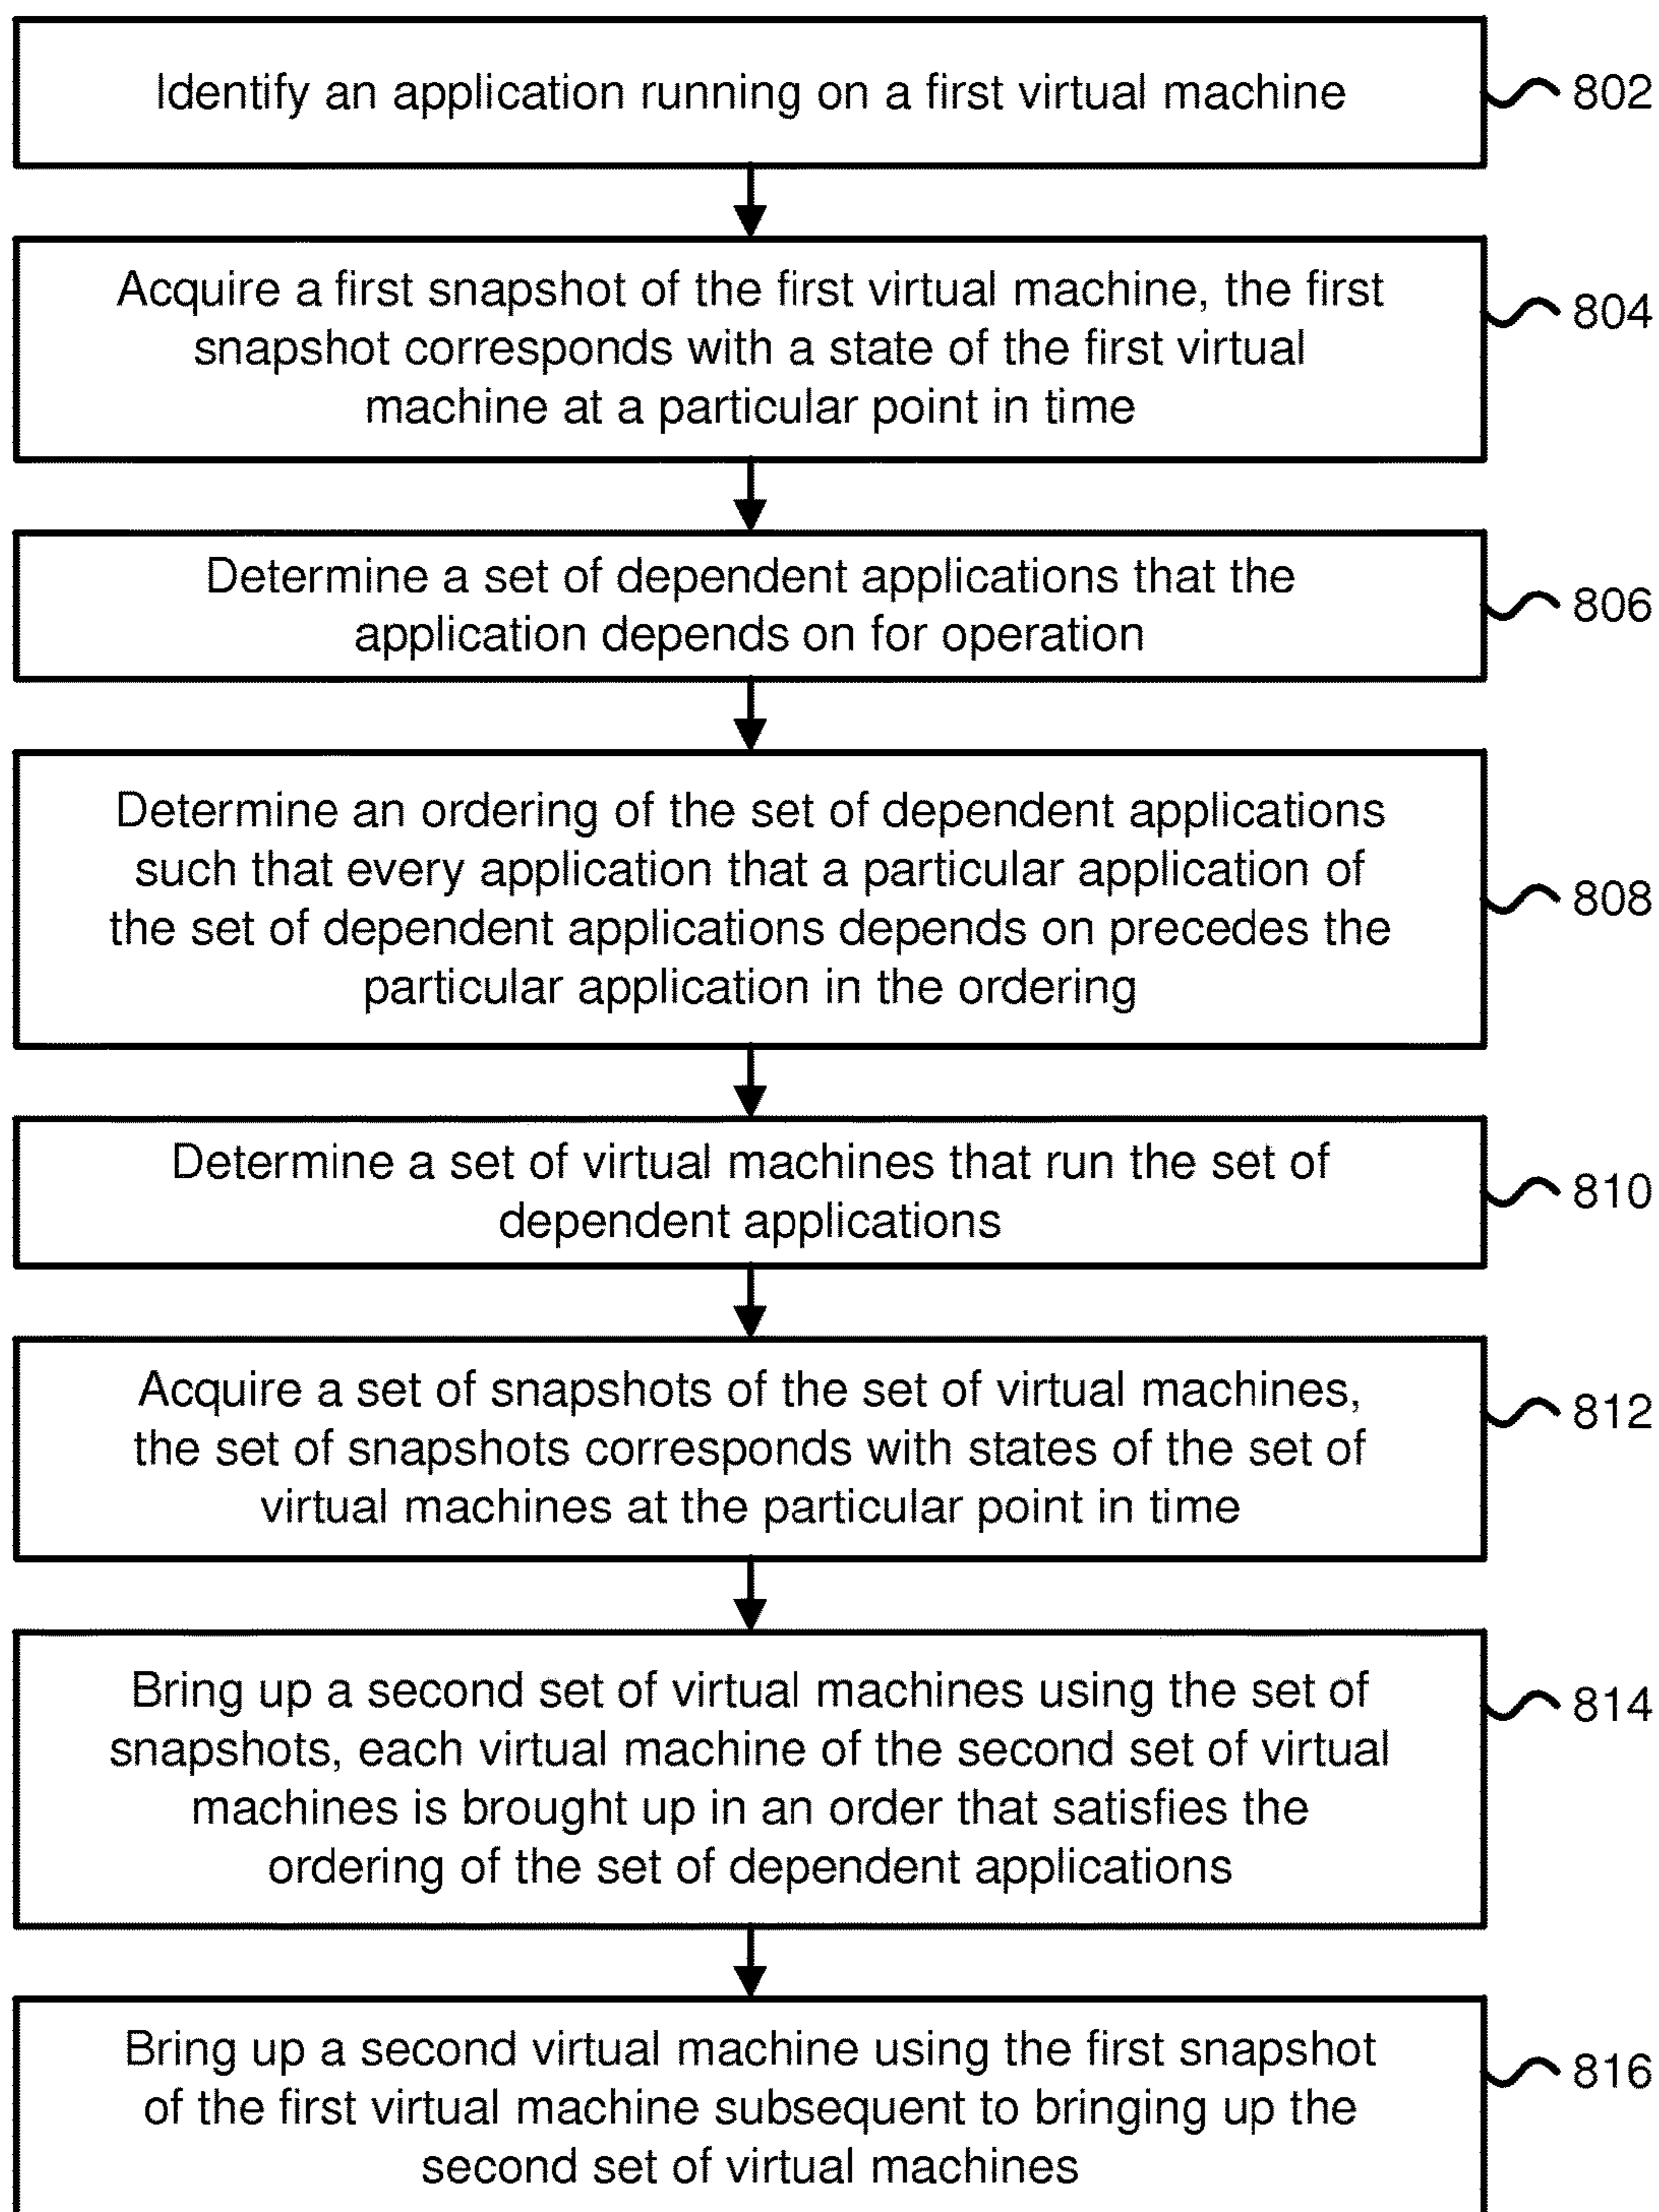 Identify an application running on a first virtual machine
802
Acquire a first snapshot of the first virtual machine, the first
snapshot corresponds with a state of the first virtual
machine at a particular point in time
804
Determine a set of dependent applications that the
application depends on for operation
806
Determine an ordering of the set of dependent applications
such that every application that a particular application of
the set of dependent applications depends on precedes the
particular application in the ordering
808
Determine a set of virtual machines that run the set of
dependent applications
810
Acquire a set of snapshots of the set of virtual machines,
the set of snapshots corresponds with states of the set of
virtual machines at the particular point in time
812
Bring up a second set of virtual machines using the set of
snapshots, each virtual machine of the second set of virtual
machines is brought up in an order that satisfies the
ordering of the set of dependent applications
814
Bring up a second virtual machine using the first snapshot
of the first virtual machine subsequent to bringing up the
second set of virtual machines
816